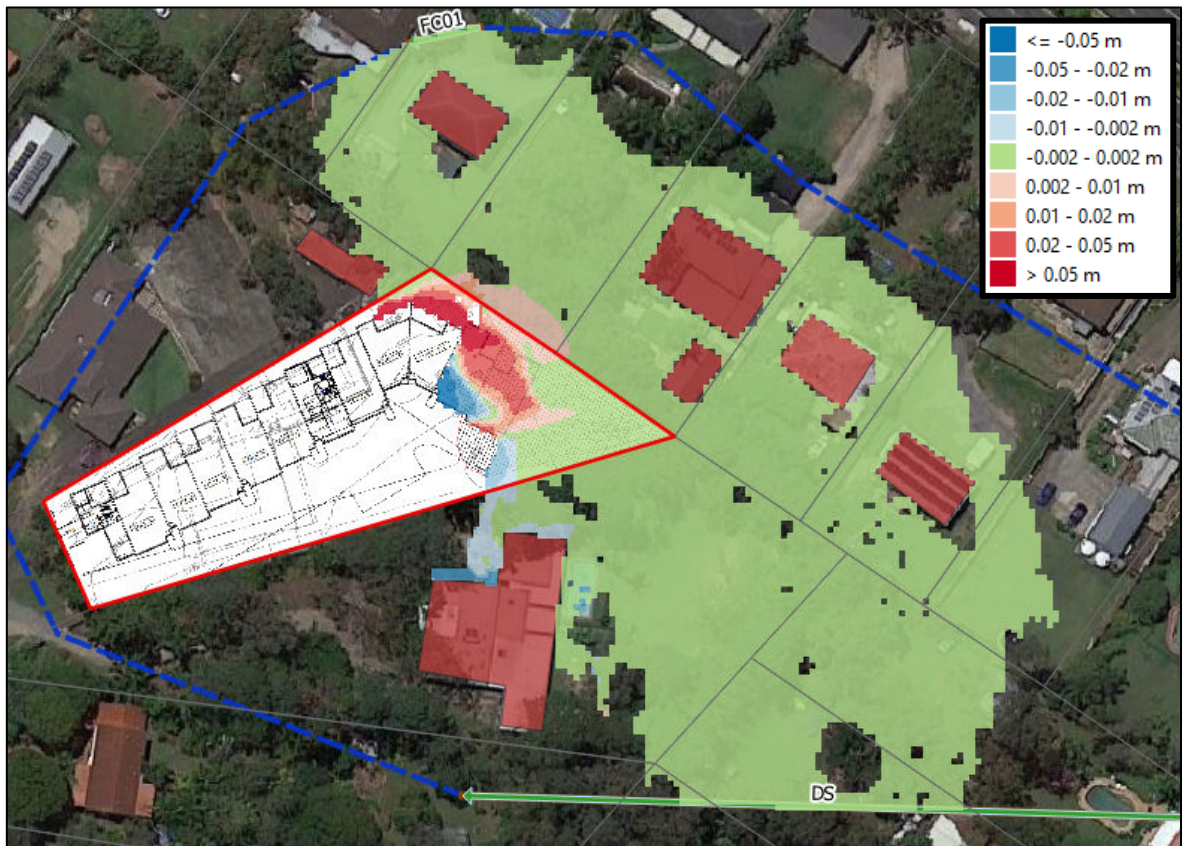 FC01
<= -0.05 m
-0.05 - -0.02 m
-0.02 - -0.01 m
-0.01 - -0.002 m
-0.002 - 0.002 m
0.002 - 0.01 m
0.01 - 0.02 m
0.02 - 0.05 m
> 0.05 m
DS